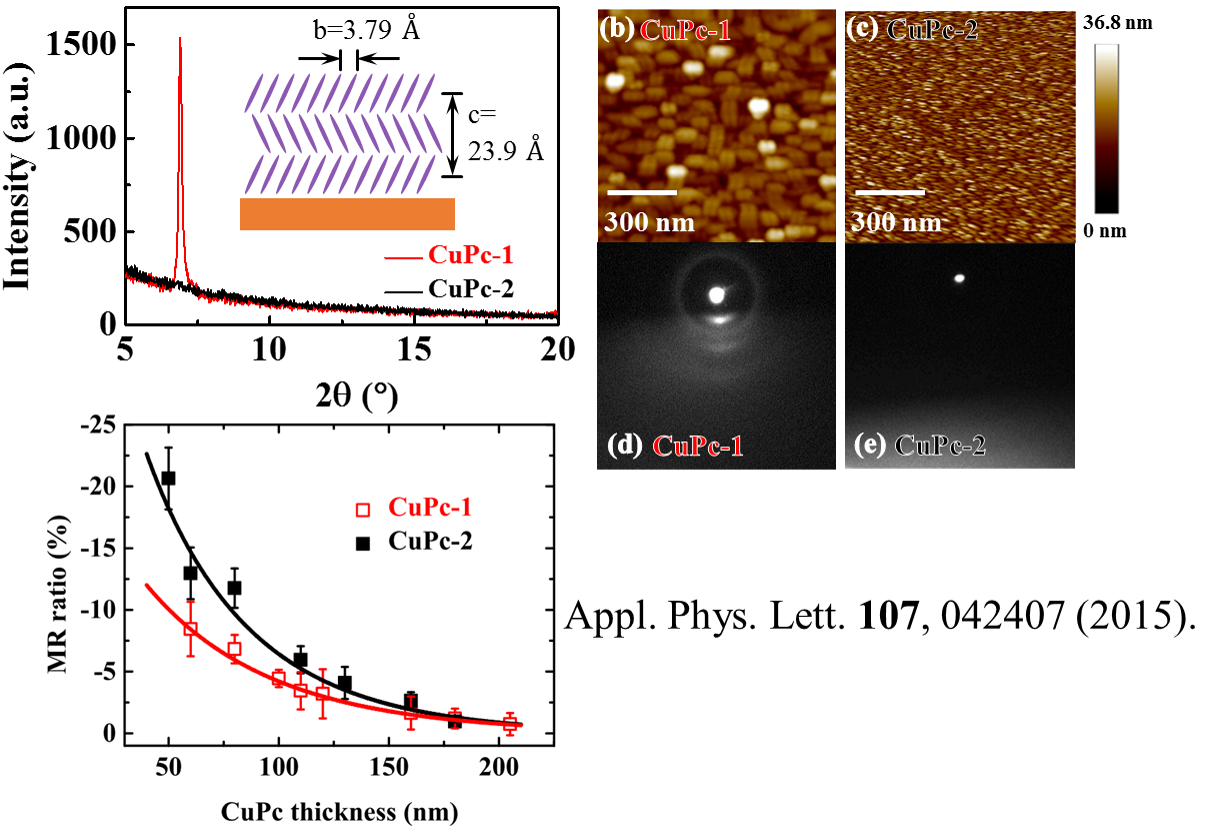 1500
1000
500
0
Intensity (a.u.)
b=3.79 Å
c=
23.9 Å
CuPc-1
CuPc-2
5
10
15
20
2θ (°)
(b) CuPc-1
300 nm
(c) CuPc-2
300 nm
36.8 nm
0 nm
(d) CuPc-1
(e) CuPc-2
-25
-20
-15
-10
-5
0
MR ratio (%)
CuPc-1
CuPc-2
50
100
150
200
CuPc thickness (nm)
Appl. Phys. Lett. 107, 042407 (2015).